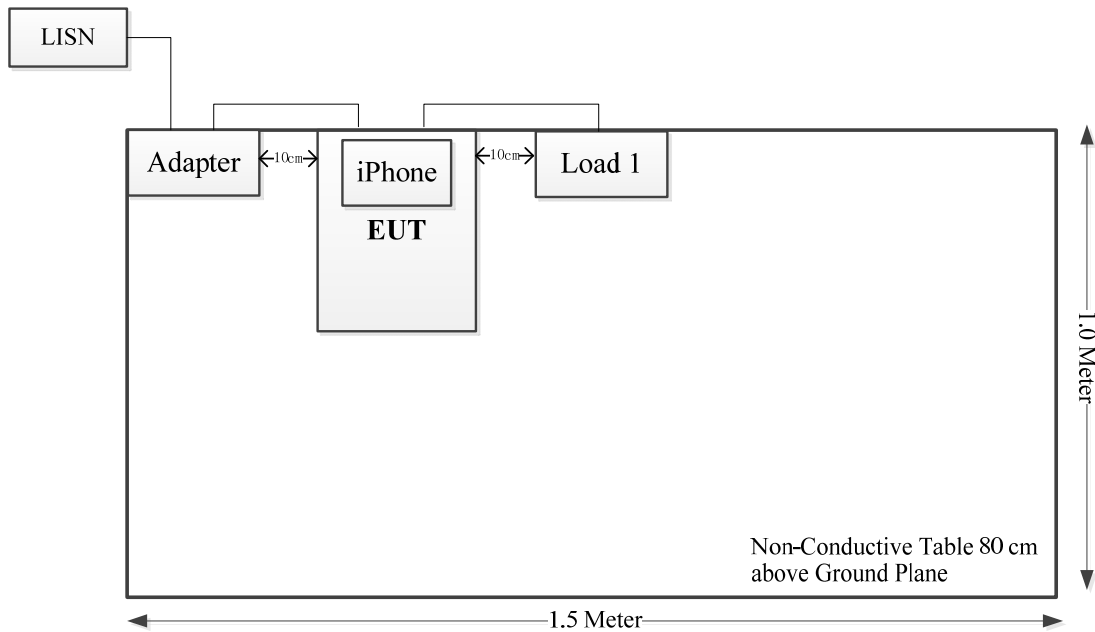 LISN
Adapter
10cm
iPhone
EUT
10cm
Load 1
1.0 Meter
Non-Conductive Table 80 cm
above Ground Plane
1.5 Meter